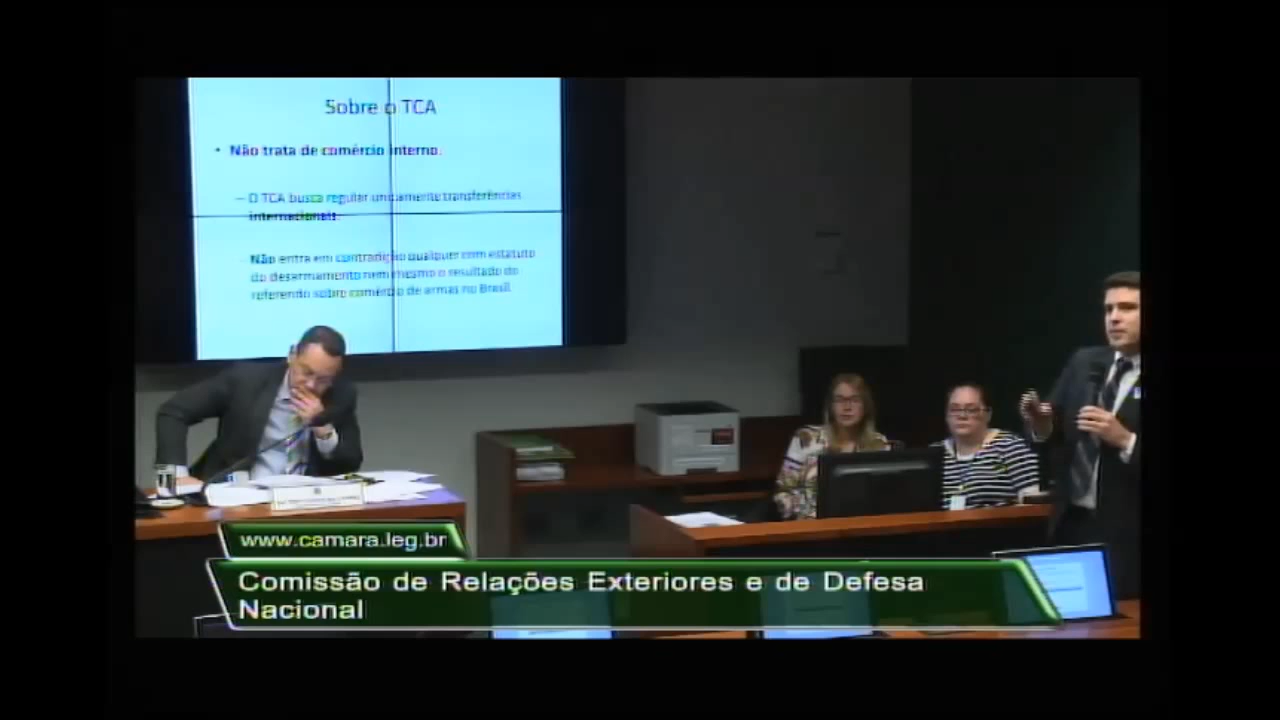 Sobre o TCA
• Não trata de comércio interno.
– O TCA busca regular unicamente transferências
internacionais.
Não entra em contradição qualquer com estatuto
do desarmamento nem mesmo o resultado do
referendo sobre comércio de armas no Brasil
www.camara.leg.br
Comissão de Relações Exteriores e de Defesa
Nacional